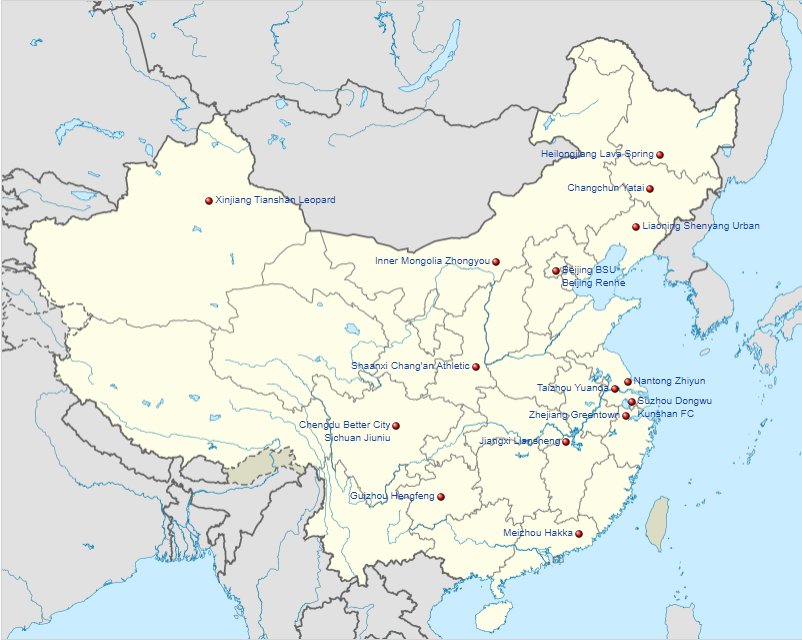 Heilongjiang Lava Spring
Changchun Yatai
Xinjiang Tianshan Leopard
Liaoning Shenyang Urban
Inner Mongolia Zhongyou
Beijing BSU
Beijing Renhe
Shaanxi Chang'an Athletic
Nantong Zhiyun
Taizhou Yuanda
Suzhou Dongwu
Kunshan FC
Zhejiang Greentown
Chengdu Better City
Sichuan Jiuniu
Jiangxi Liansheng
Guizhou Hengfeng
Meizhou Hakka